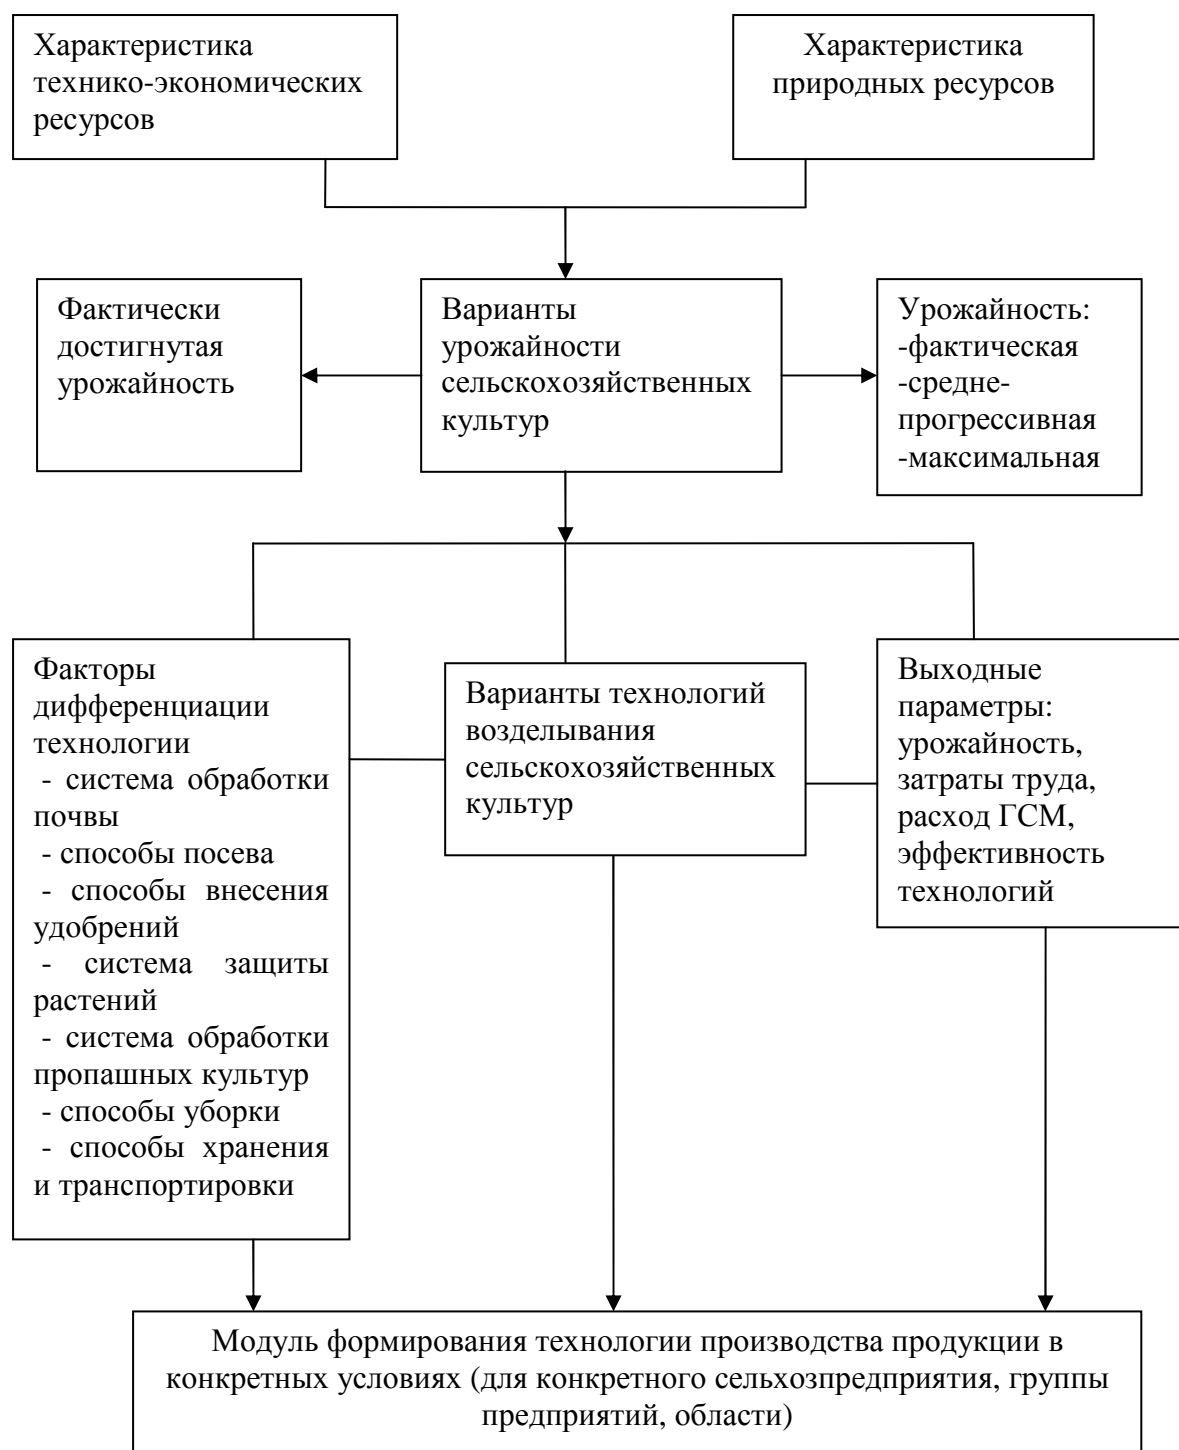 Характеристика
технико-экономических
ресурсов
Характеристика
природных ресурсов
Фактически
достигнутая
урожайность
Варианты
урожайности
сельскохозяйственных
культур
Урожайность:
-фактическая
-средне-
прогрессивная
-максимальная
Факторы
дифференциации
технологии
- система обработки
почвы
- способы посева
- способы внесения
удобрений
- система защиты
растений
- система обработки
пропашных культур
- способы уборки
- способы хранения
и транспортировки
Варианты технологий
возделывания
сельскохозяйственных
культур
Выходные
параметры:
урожайность,
затраты труда,
расход ГСМ,
эффективность
технологий
Модуль формирования технологии производства продукции в
конкретных условиях (для конкретного сельхозпредприятия, группы
предприятий, области)